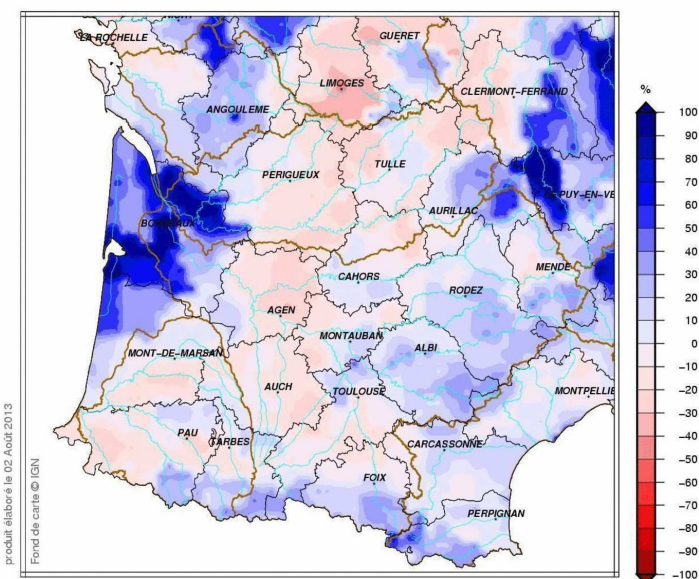 LA ROCHELLE
GUERET
LIMOGES
CLERMONT-FERRAND
ANGOULEME
TULLE
PERIGUEUX
PUY-EN-VE
AURILLAC
BORDEAUX
MENDE
CAHORS
RODEZ
AGEN
MONTAUBAN
ALBI
MONT-DE-MARSAN
AUCH
TOULOUSE
MONTPELLIE
PAU
TARBES
CARCASSONNE
FOIX
PERPIGNAN
%
100
90
80
70
60
50
40
30
20
10
0
-10
-20
-30
-40
-50
-60
-70
-80
-90
-100
produit élaboré le 02 Août 2013
Fond de carte © IGN